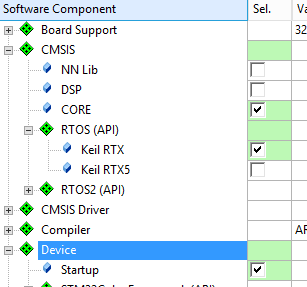 Software Component Sel. Va
Board Support 32
CMSIS
NN Lib
DSP
CORE
RTOS (API)
Keil RTX
Keil RTX5
RTOS2 (API)
CMSIS Driver
Compiler AR
Device
Startup